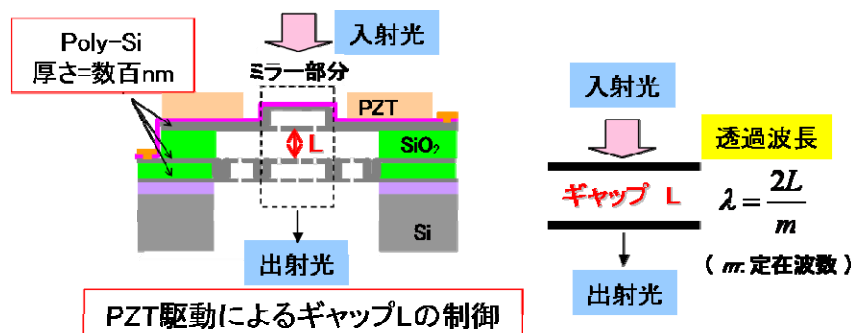 Poly-Si
厚さ=数百nm
入射光
ミラー部分
PZT
L
SiO₂
Si
出射光
PZT駆動によるギャップLの制御
入射光
透過波長
ギャップ L
λ = 2L/m
( m: 定在波数 )
出射光